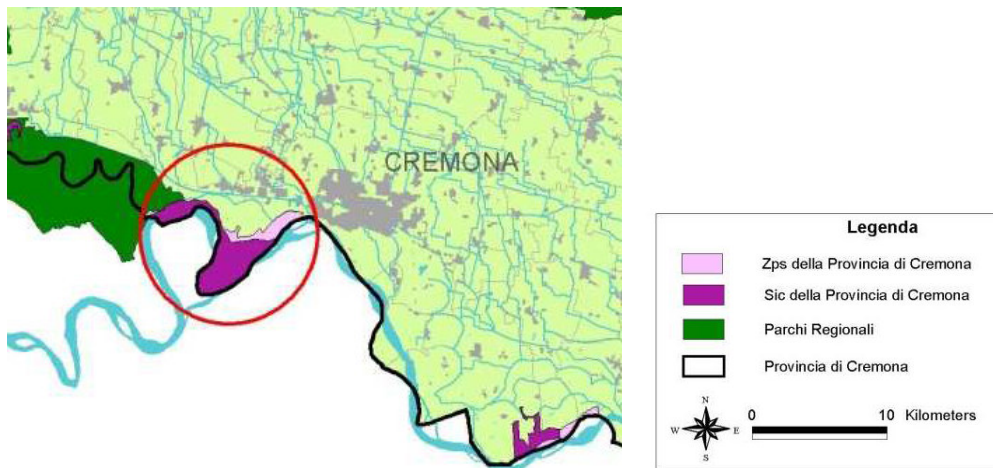 CREMONA
Legenda
Zps della Provincia di Cremona
Sic della Provincia di Cremona
Parchi Regionali
Provincia di Cremona
N
W E
S
0 10 Kilometers